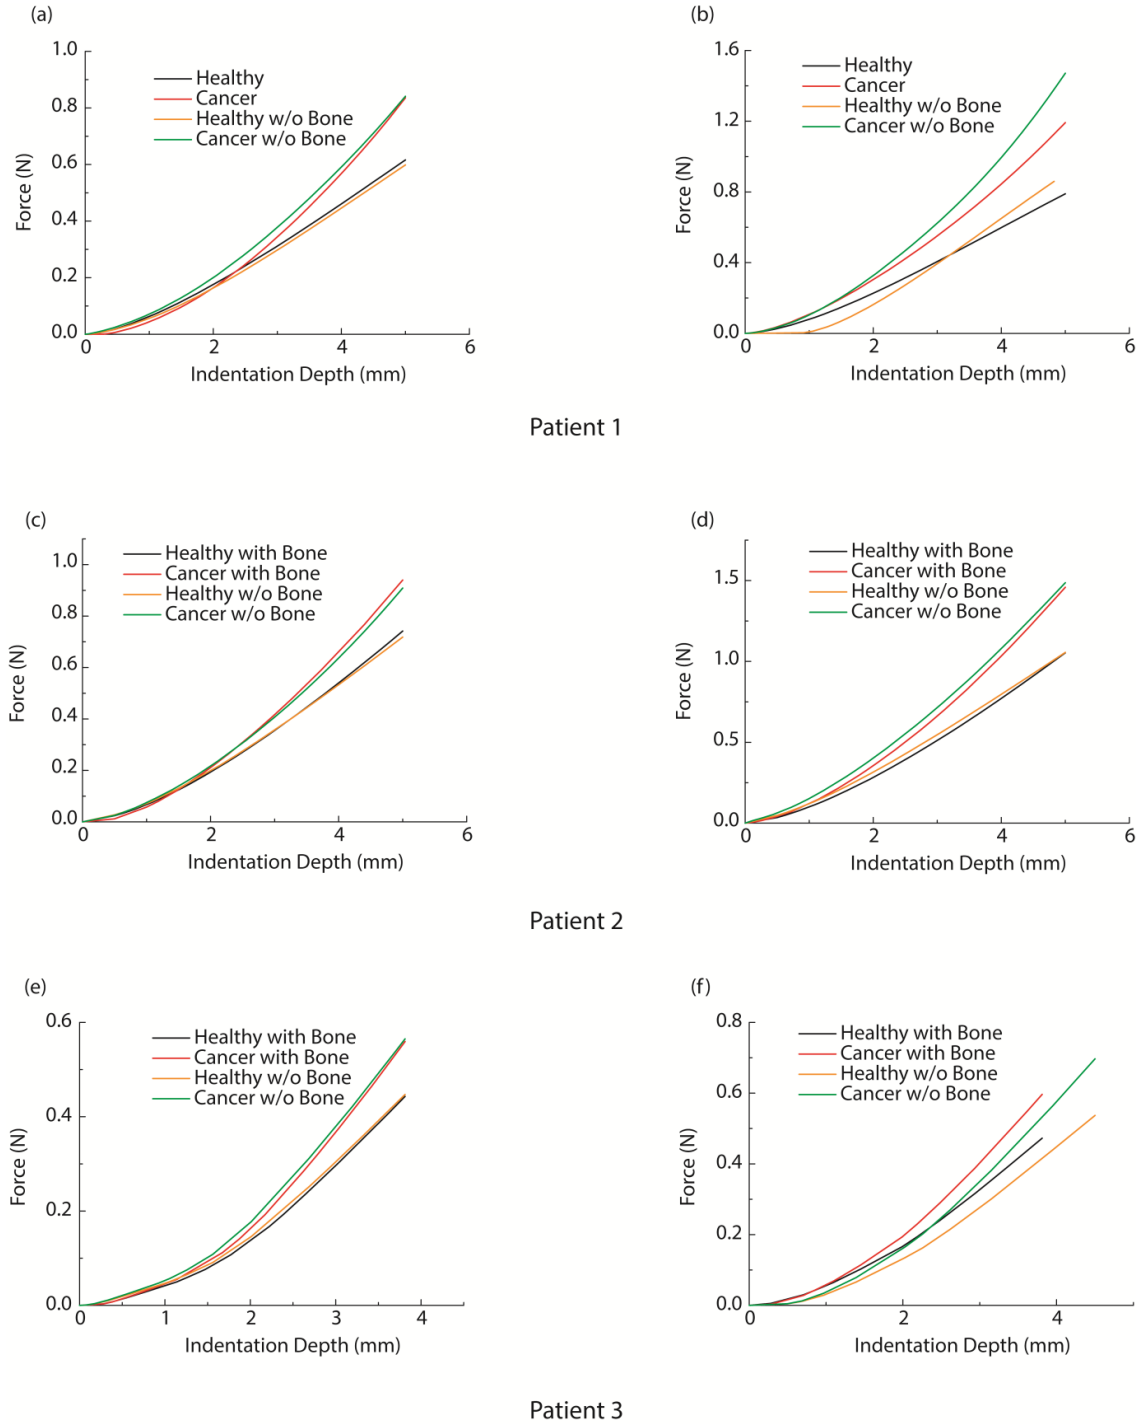 (a)
1.0
0.8
0.6
0.4
0.2
0.0
Force (N)
Healthy
Cancer
Healthy w/o Bone
Cancer w/o Bone
0 2 4 6
Indentation Depth (mm)
(b)
1.6
1.2
0.8
0.4
0.0
Force (N)
Healthy
Cancer
Healthy w/o Bone
Cancer w/o Bone
0 2 4 6
Indentation Depth (mm)
Patient 1
(c)
1.0
0.8
0.6
0.4
0.2
0.0
Force (N)
Healthy with Bone
Cancer with Bone
Healthy w/o Bone
Cancer w/o Bone
0 2 4 6
Indentation Depth (mm)
(d)
1.5
1.0
0.5
0.0
Force (N)
Healthy with Bone
Cancer with Bone
Healthy w/o Bone
Cancer w/o Bone
0 2 4 6
Indentation Depth (mm)
Patient 2
(e)
0.6
0.4
0.2
0.0
Force (N)
Healthy with Bone
Cancer with Bone
Healthy w/o Bone
Cancer w/o Bone
0 1 2 3 4
Indentation Depth (mm)
(f)
0.8
0.6
0.4
0.2
0.0
Force (N)
Healthy with Bone
Cancer with Bone
Healthy w/o Bone
Cancer w/o Bone
0 2 4
Indentation Depth (mm)
Patient 3